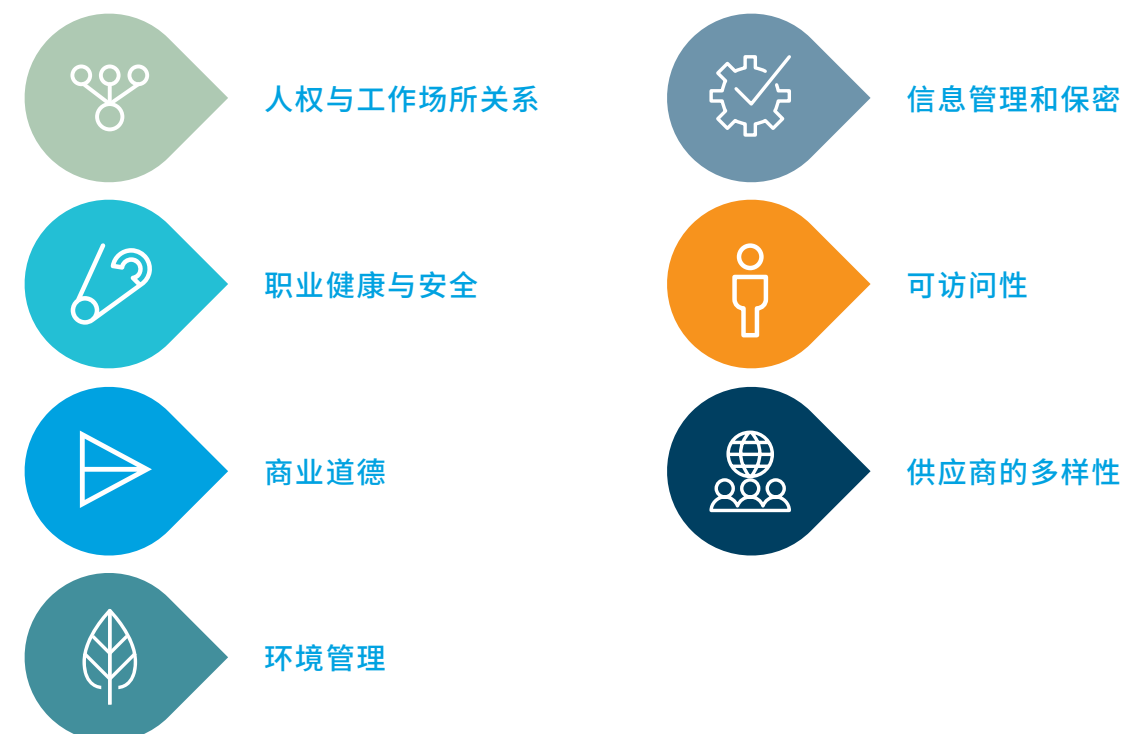 人权与工作场所关系
职业健康与安全
商业道德
环境管理
信息管理和保密
可访问性
供应商的多样性